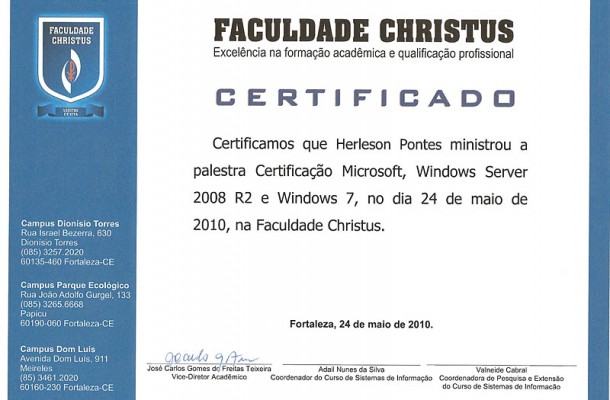 FACULDADE
CHRISTUS
FACULDADE CHRISTUS
Excelência na formação acadêmica e qualificação profissional
CERTIFICADO
Certificamos que Herleson Pontes ministrou a
palestra Certificação Microsoft, Windows Server
2008 R2 e Windows 7, no dia 24 de maio de
2010, na Faculdade Christus.
Campus Dionísio Torres
Rua Israel Bezerra, 630
Dionísio Torres
(085) 3257.2020
60135-460 Fortaleza-CE
Campus Parque Ecológico
Rua João Adolfo Gurgel, 133
(085) 3265.6668
Papicu
60190-060 Fortaleza-CE
Campus Dom Luís
Avenida Dom Luís, 911
Meireles
(85) 3461.2020
60160-230 Fortaleza-CE
Fortaleza, 24 de maio de 2010.
José Carlos Gomes de Freitas Teixeira
Vice-Diretor Acadêmico
Adail Nunes da Silva
Coordenador do Curso de Sistemas de Informação
Valneide Cabral
Coordenadora de Pesquisa e Extensão
do Curso de Sistemas de Informação